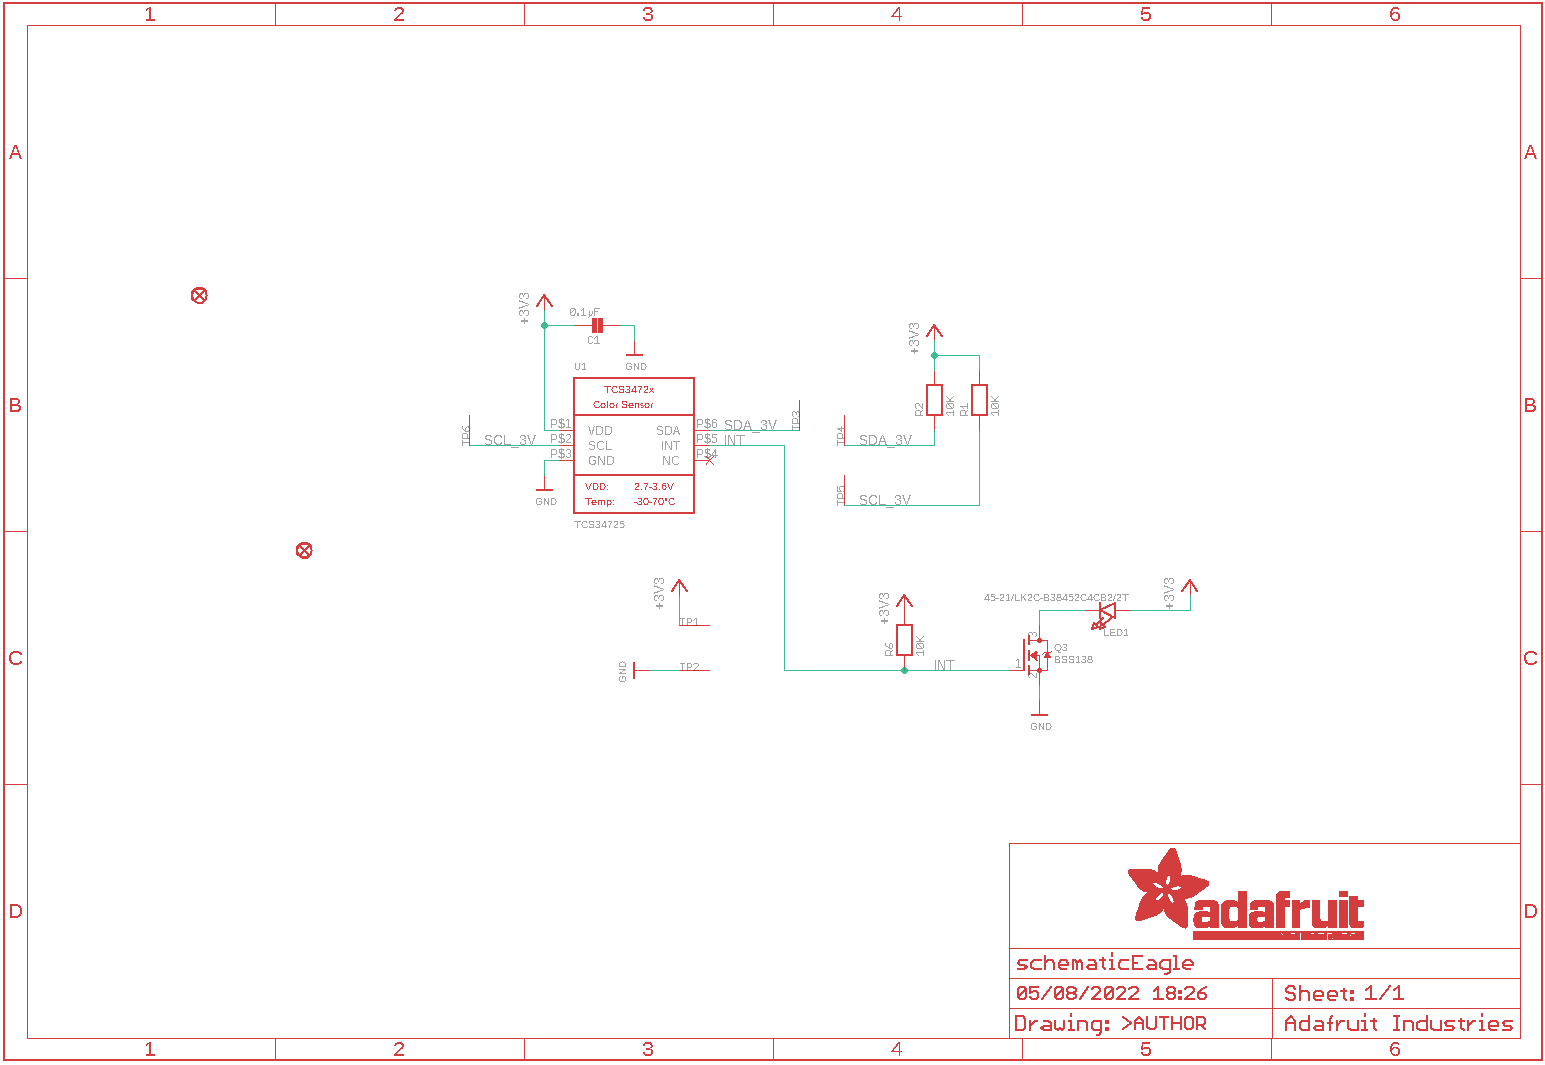 1 2 3 4 5 6
A A
+3V3
0.1µF
C1
GND
U1
TCS3472x
Color Sensor
+3V3
R2
10K
R1
10K
B B
TP6
SCL_3V
P$1
P$2
P$3
VDD
SCL
GND
SDA
INT
NC
P$6
P$5
P$4
SDA_3V
INT
TP3
TP4
SDA_3V
GND
VDD: 2.7-3.6V
Temp: -30-70°C
TCS34725
TP5
SCL_3V
+3V3
TP1
GND
TP2
+3V3
R6
10K
INT
45-21/LK2C-B38452C4CB2/2T
+3V3
LED1
3
Q3
BSS138
1
2
GND
C C
D D
adafruit
schematicEagle
05/08/2022 18:26
Sheet: 1/1
Drawing: >AUTHOR
Adafruit Industries
1 2 3 4 5 6